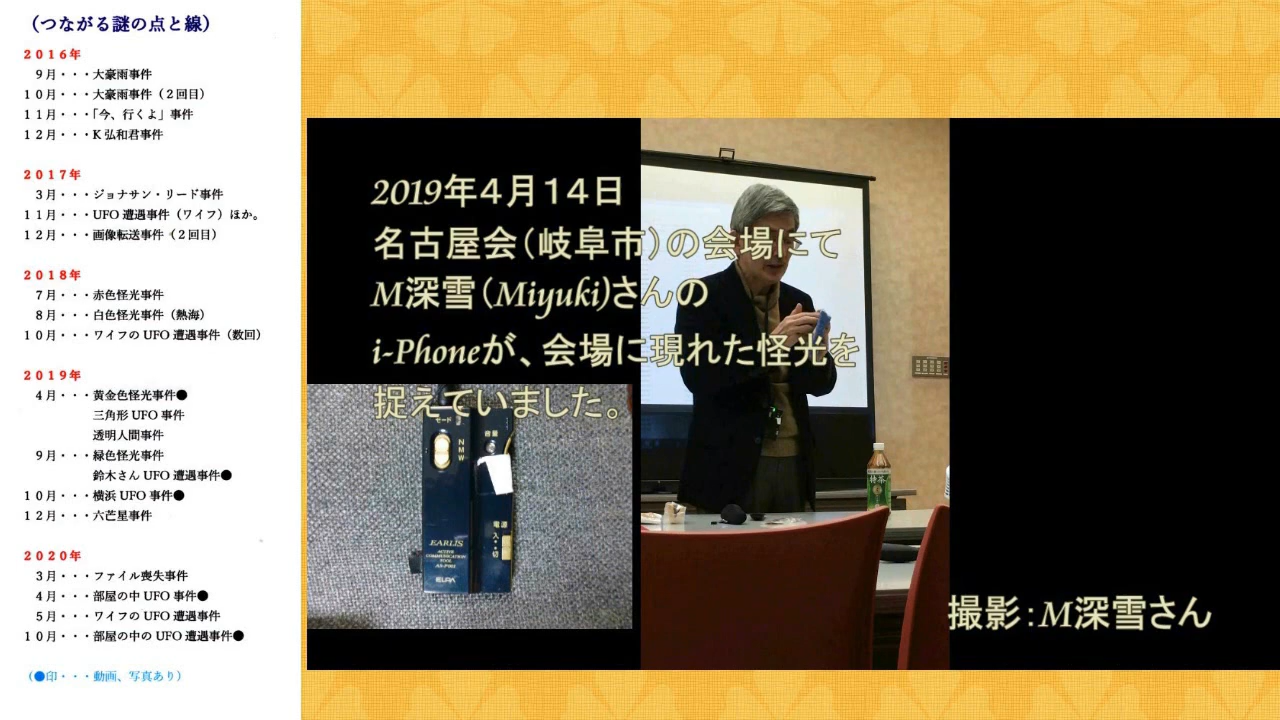 （つながる謎の点と線）
２０１６年
９月・・・大豪雨事件
１０月・・・大豪雨事件（２回目）
１１月・・・「今、行くよ」事件
１２月・・・K 弘和君事件
２０１７年
３月・・・ジョナサン・リード事件
１１月・・・UFO 遭遇事件（ワイフ）ほか。
１２月・・・画像転送事件（２回目）
２０１８年
７月・・・赤色怪光事件
８月・・・白色怪光事件（熱海）
１０月・・・ワイフの UFO 遭遇事件（数回）
２０１９年
４月・・・黄金色怪光事件●
三角形 UFO 事件
透明人間事件
９月・・・緑色怪光事件
鈴木さん UFO 遭遇事件●
１０月・・・横浜 UFO 事件●
１２月・・・六芒星事件
２０２０年
３月・・・ファイル喪失事件
４月・・・部屋の中 UFO 事件●
５月・・・ワイフの UFO 遭遇事件
１０月・・・部屋の中の UFO 遭遇事件●
（●印・・・動画、写真あり）
2019年４月１４日
名古屋会（岐阜市）の会場にて
M深雪（Miyuki)さんの
i-Phoneが、会場に現れた怪光を
捉えていました。
モード
N
M
W
音量
電源
入・・切
EARLIS
ACTIVE
COMMUNICATION
TOOL
ELPA
特茶
撮影：M深雪さん